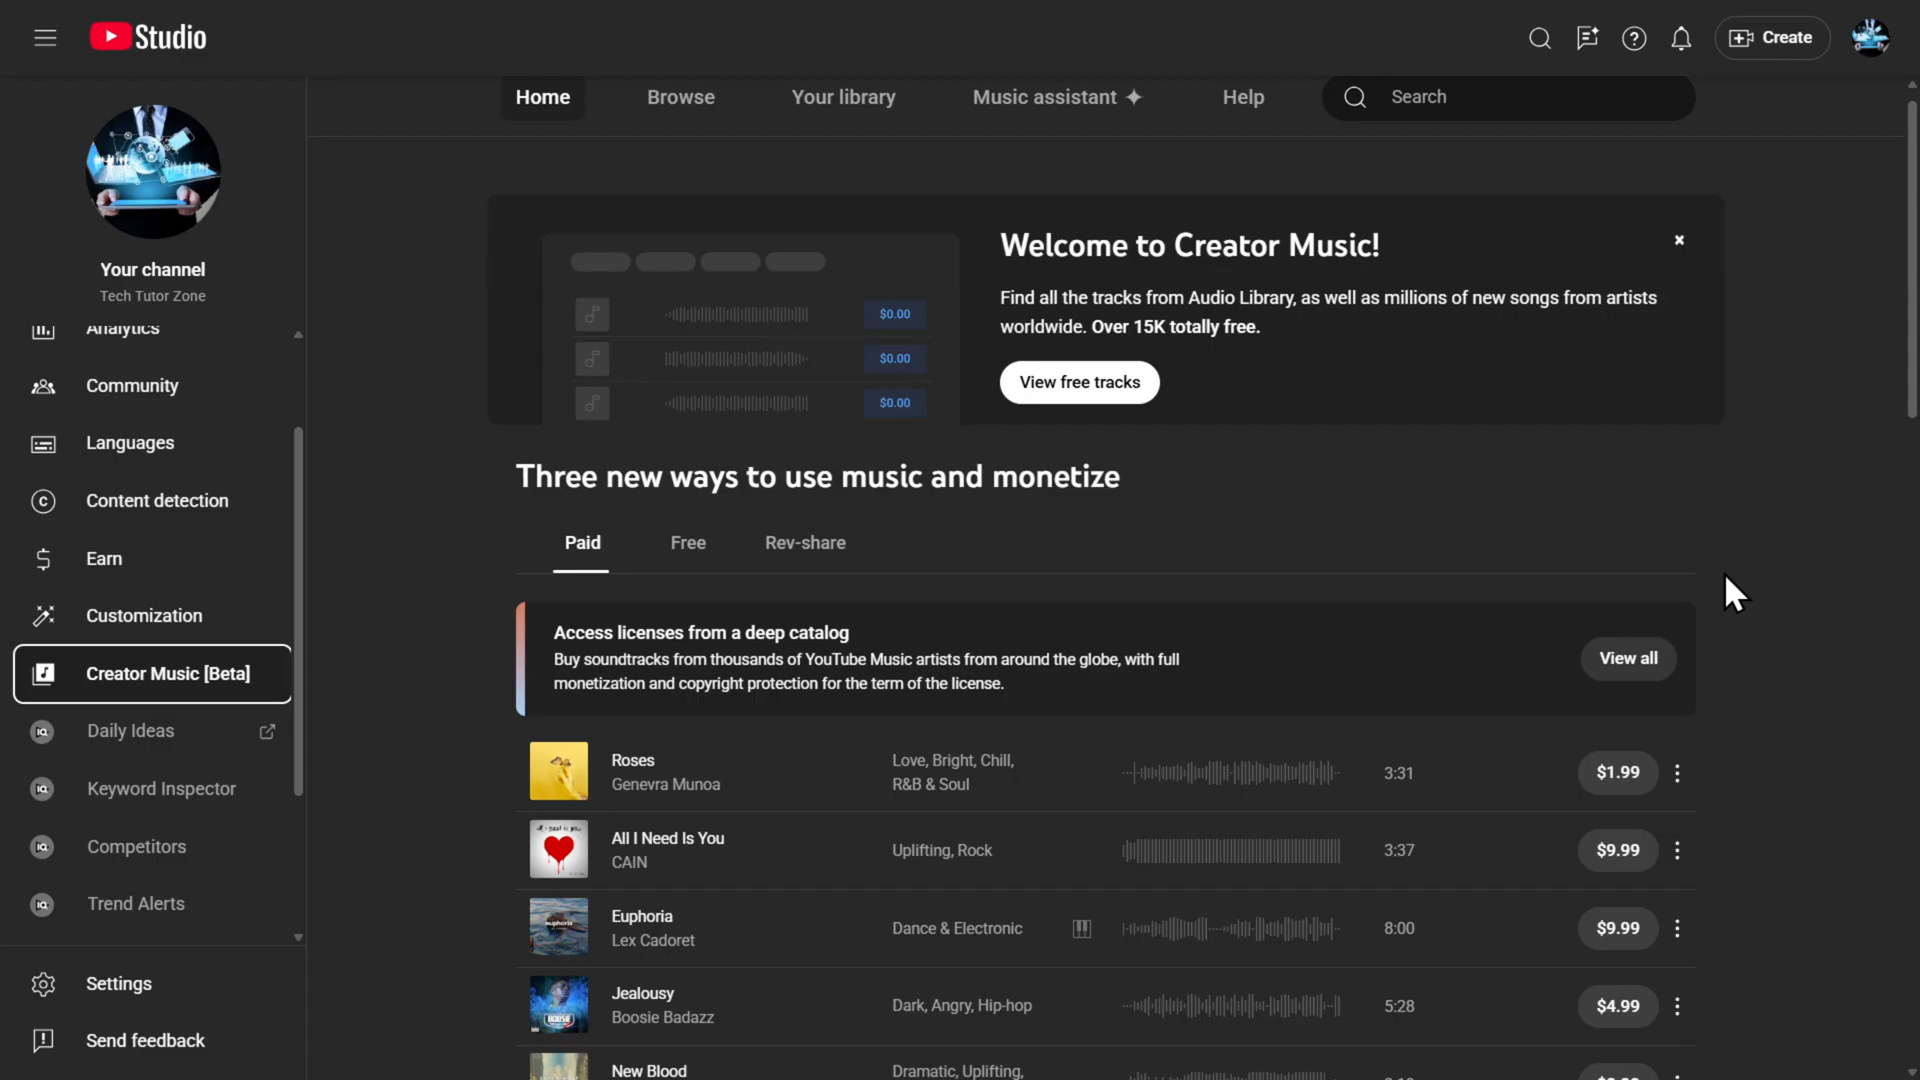 Studio
Create
Your channel
Tech Tutor Zone
Analytics
Community
Languages
Content detection
Earn
Customization
Creator Music [Beta]
Daily Ideas
Keyword Inspector
Competitors
Trend Alerts
Settings
Send feedback
Home
Browse
Your library
Music assistant
Help
Search
$0.00
$0.00
$0.00
Welcome to Creator Music!
Find all the tracks from Audio Library, as well as millions of new songs from artists
worldwide. Over 15K totally free.
View free tracks
Three new ways to use music and monetize
Paid
Free
Rev-share
Access licenses from a deep catalog
Buy soundtracks from thousands of YouTube Music artists from around the globe, with full
monetization and copyright protection for the term of the license.
View all
Roses
Genevra Munoa
Love, Bright, Chill,
R&B & Soul
3:31
$1.99
All I Need Is You
CAIN
Uplifting, Rock
3:37
$9.99
euphoria
Euphoria
Lex Cadoret
Dance & Electronic
8:00
$9.99
BOOSIE
Jealousy
Boosie Badazz
Dark, Angry, Hip-hop
5:28
$4.99
New Blood
Dramatic, Uplifting,